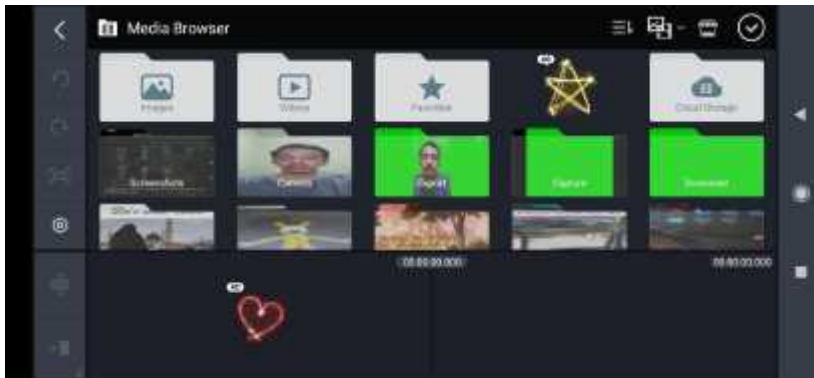 Media Browser
Images
Videos
Favorites
Cloud Storage
Screenshots
Camera
Export
Capture
Download
00:00:00.000
00:00:00.000